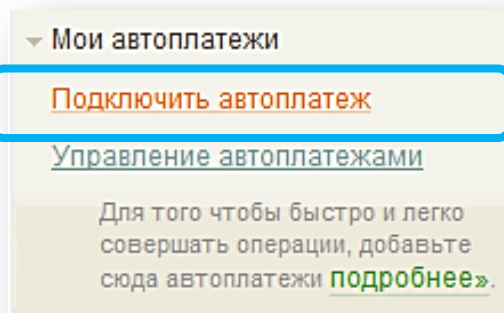 Мои автоплатежи
Подключить автоплатеж
Управление автоплатежами
Для того чтобы быстро и легко
совершать операции, добавьте
сюда автоплатежи подробнее».